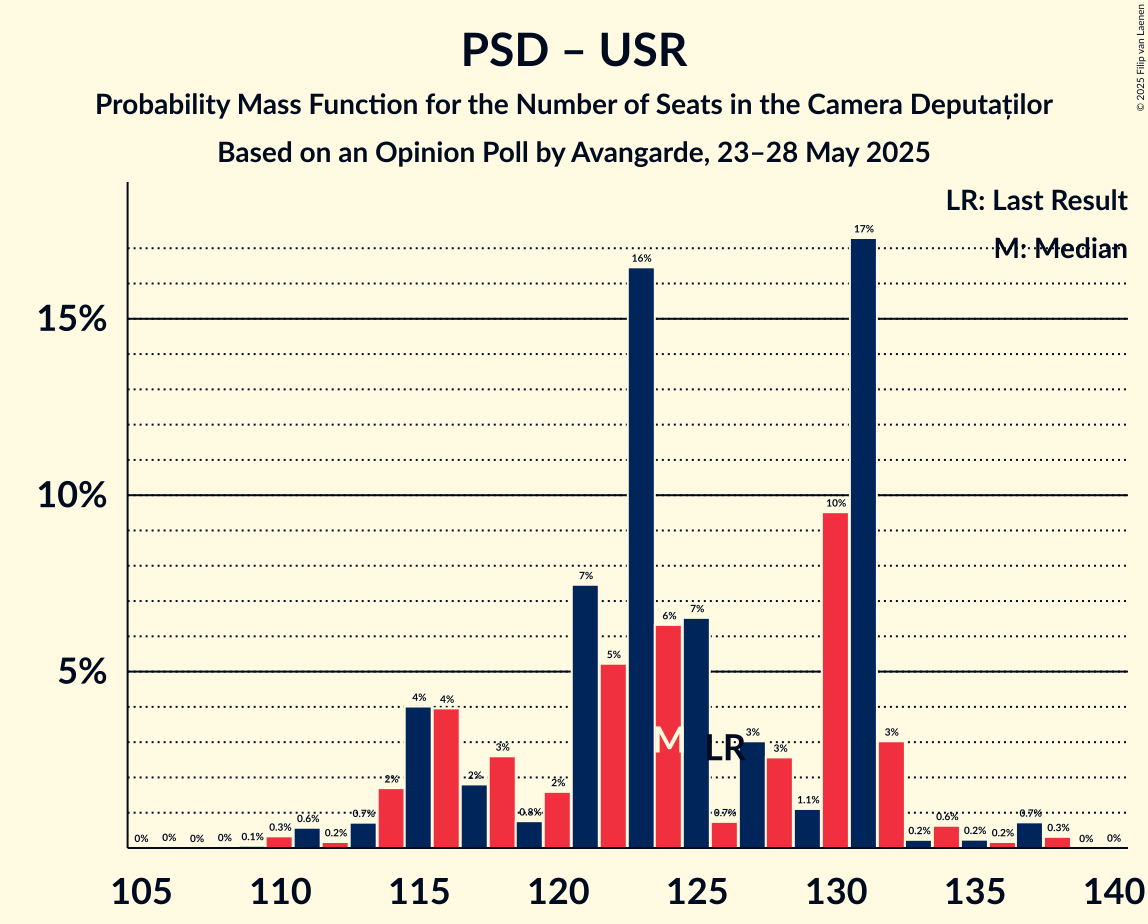 PSD – USR
Probability Mass Function for the Number of Seats in the Camera Deputaților
Based on an Opinion Poll by Avangarde, 23–28 May 2025
© 2025 Filip van Laenen
LR: Last Result
M: Median
15%
10%
5%
0% 0% 0% 0% 0.1% 0.3% 0.6% 0.2% 0.7% 2% 4% 4% 2% 3% 0.8% 2% 7% 5% 16% 6% 7% 0.7% 3% 3% 1.1% 10% 17% 3% 0.2% 0.6% 0.2% 0.2% 0.7% 0.3% 0% 0%
M LR
105 110 115 120 125 130 135 140